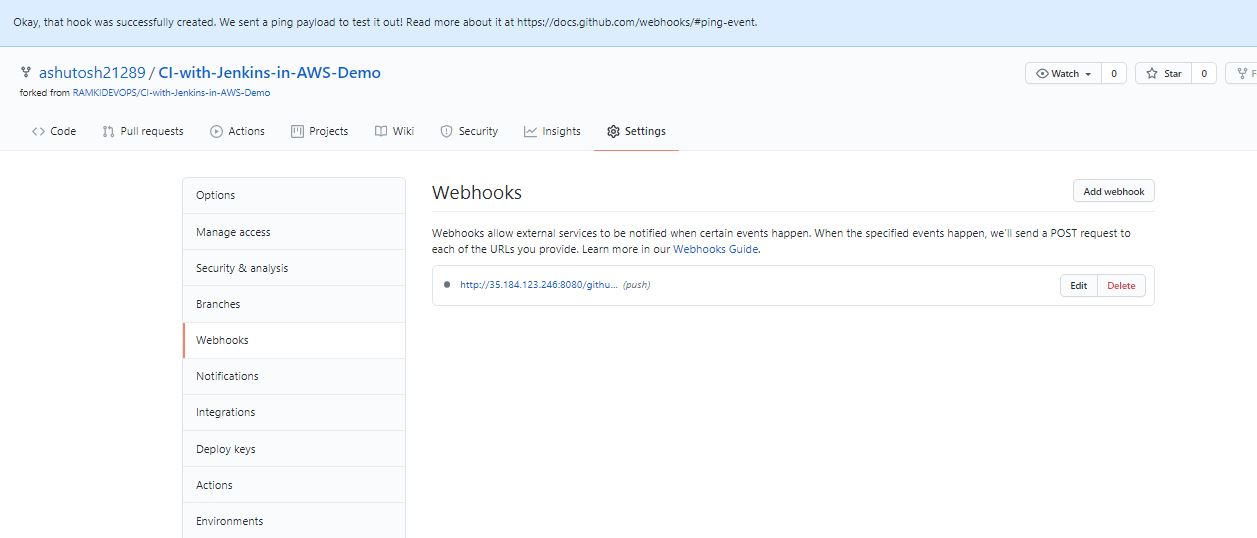 Okay, that hook was successfully created. We sent a ping payload to test it out! Read more about it at https://docs.github.com/webhooks/#ping-event.
ashutosh21289 / CI-with-Jenkins-in-AWS-Demo
Watch 0 Star 0 F
forked from RAMKIDEVOPS/CI-with-Jenkins-in-AWS-Demo
Code Pull requests Actions Projects Wiki Security Insights Settings
Options
Manage access
Security & analysis
Branches
Webhooks
Notifications
Integrations
Deploy keys
Actions
Environments
Webhooks
Add webhook
Webhooks allow external services to be notified when certain events happen. When the specified events happen, we'll send a POST request to
each of the URLs you provide. Learn more in our Webhooks Guide.
http://35.184.123.246:8080/githu... (push)
Edit Delete